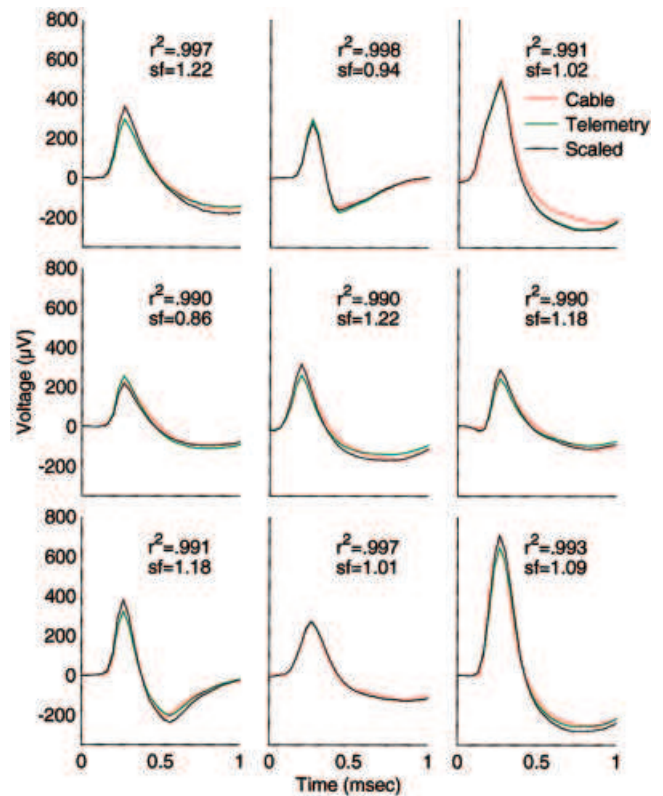 800
600
400
200
0
-200
r²=.997
sf=1.22
r²=.998
sf=0.94
r²=.991
sf=1.02
Cable
Telemetry
Scaled
800
600
400
200
0
-200
Voltage (µV)
r²=.990
sf=0.86
r²=.990
sf=1.22
r²=.990
sf=1.18
800
600
400
200
0
-200
r²=.991
sf=1.18
r²=.997
sf=1.01
r²=.993
sf=1.09
0 0.5 1 0 0.5 1 0 0.5 1
Time (msec)